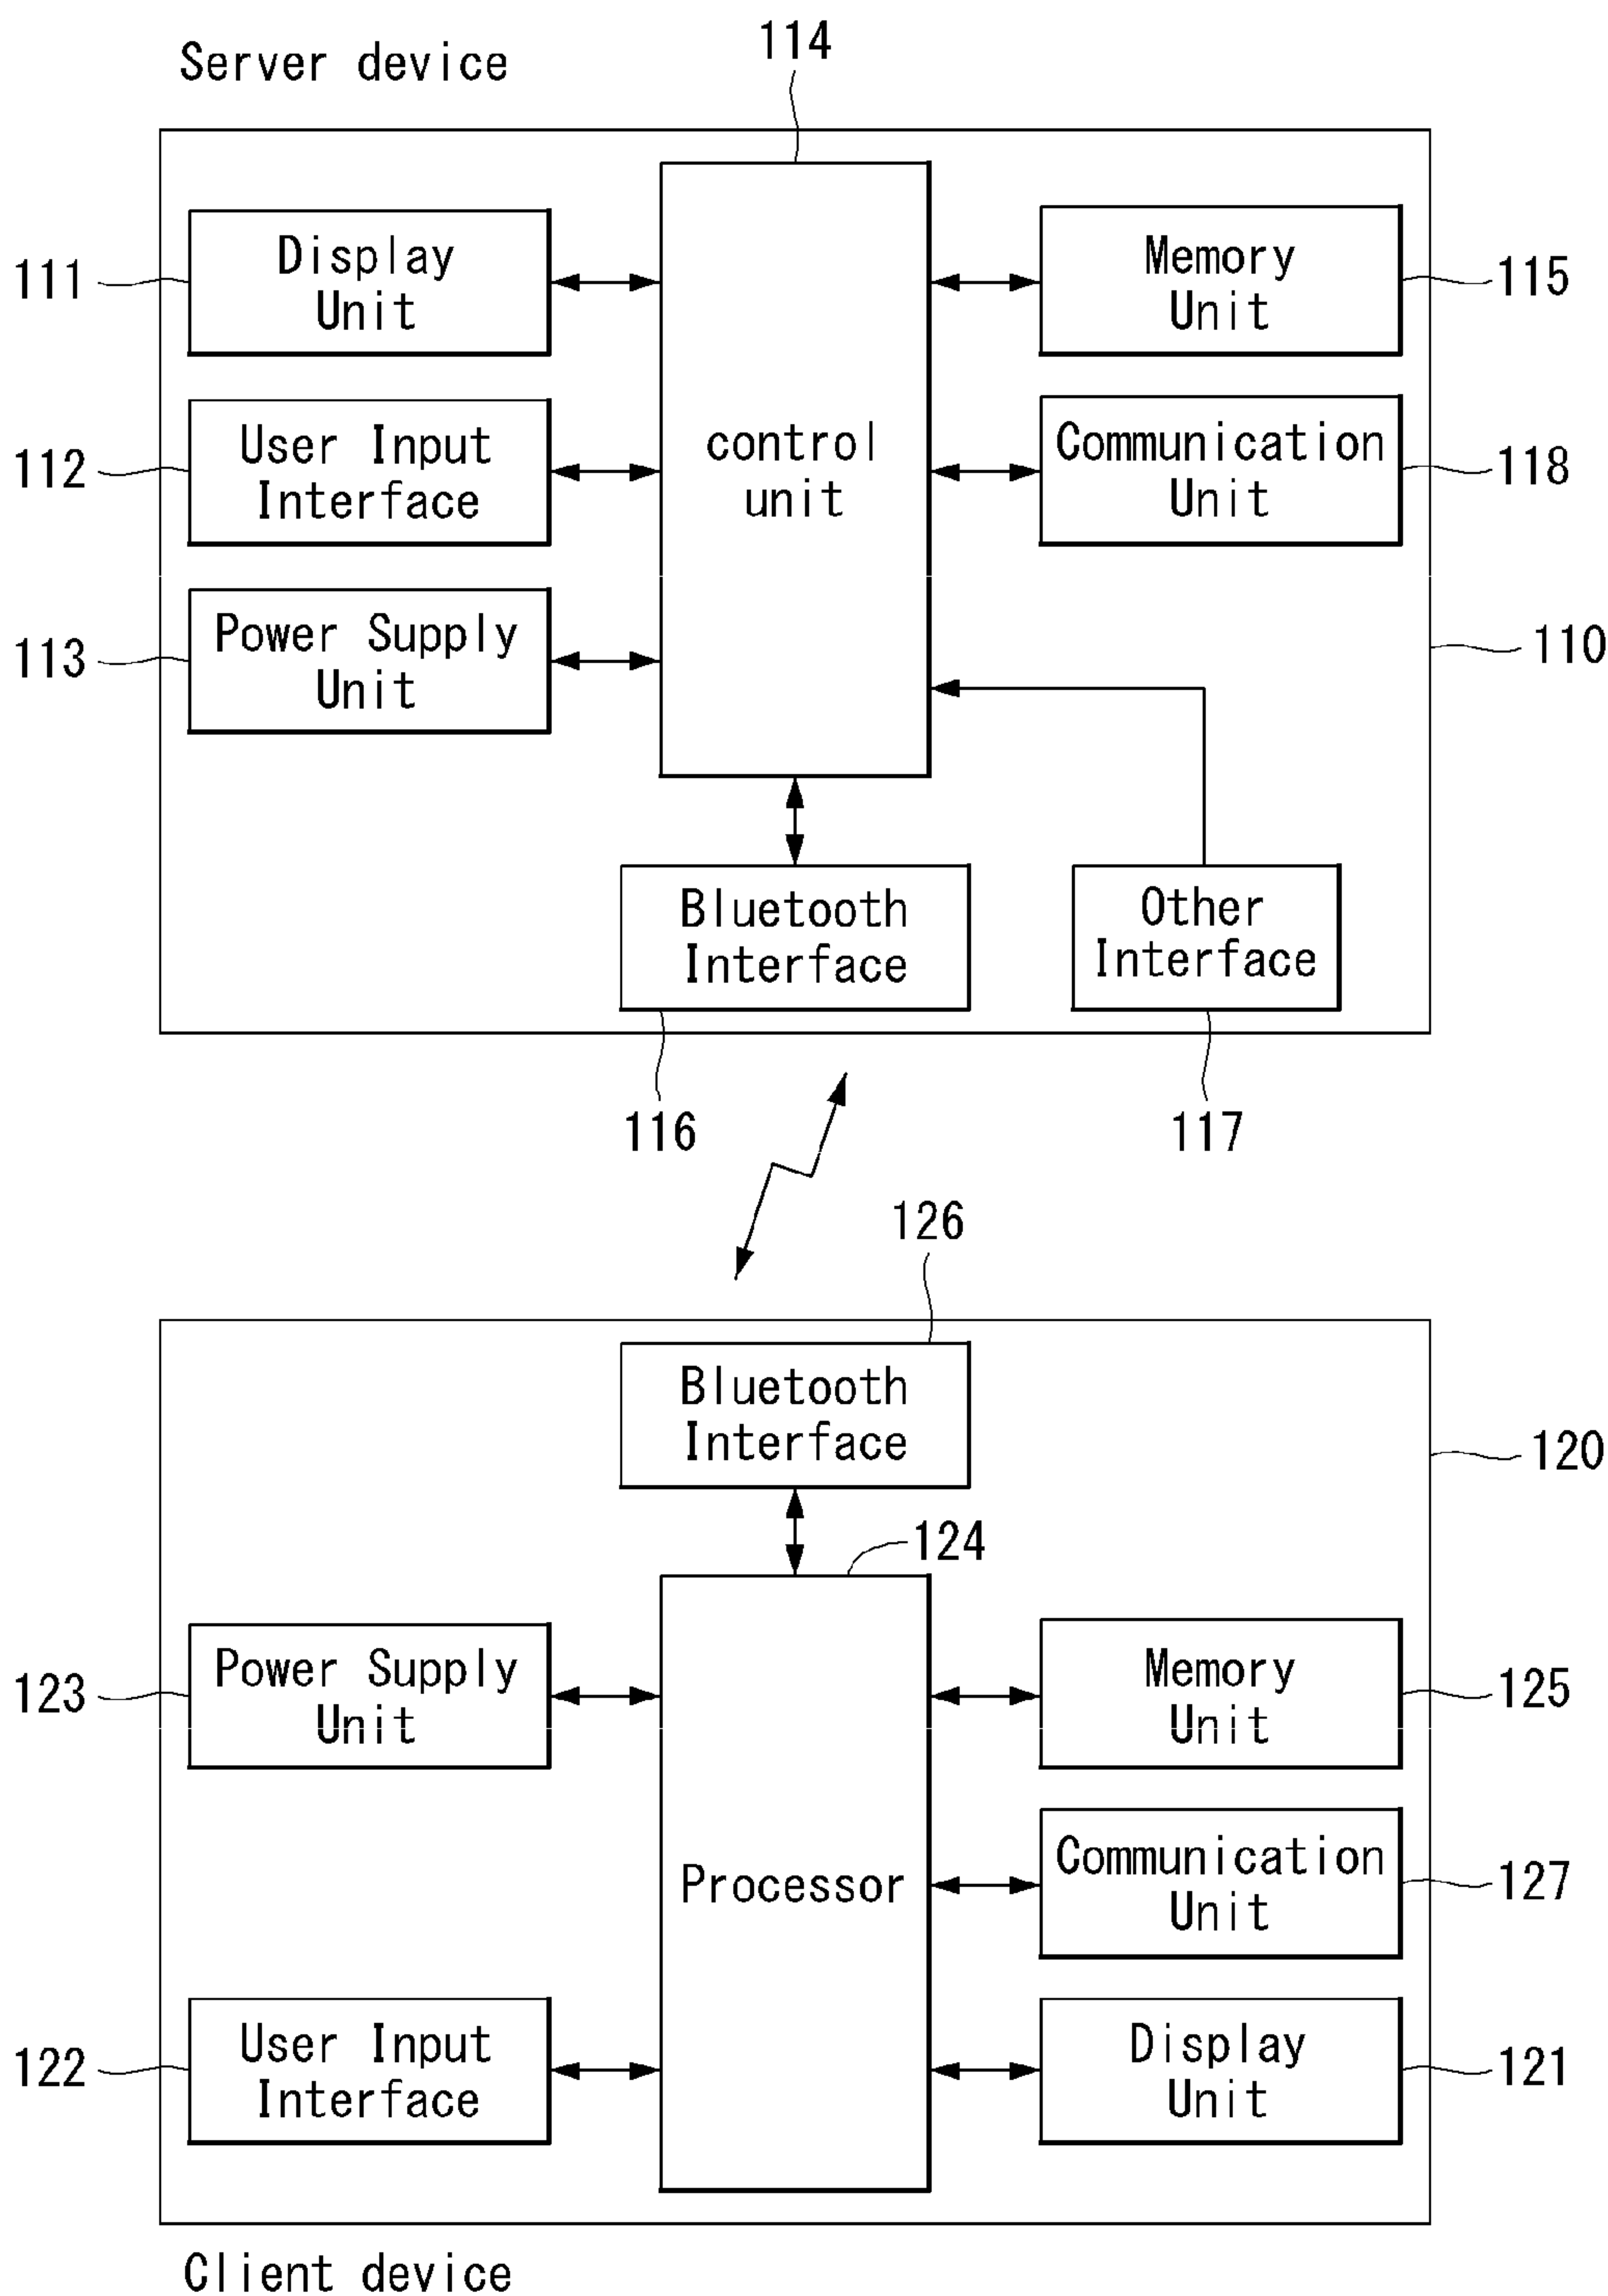 114
Server device
Display
Unit
111
Memory
Unit
115
control
unit
User Input
Interface
112
Communication
Unit
118
Power Supply
Unit
113
110
Bluetooth
Interface
Other
Interface
116
117
126
Bluetooth
Interface
120
124
Power Supply
Unit
123
Memory
Unit
125
Processor
Communication
Unit
127
User Input
Interface
122
Display
Unit
121
Client device